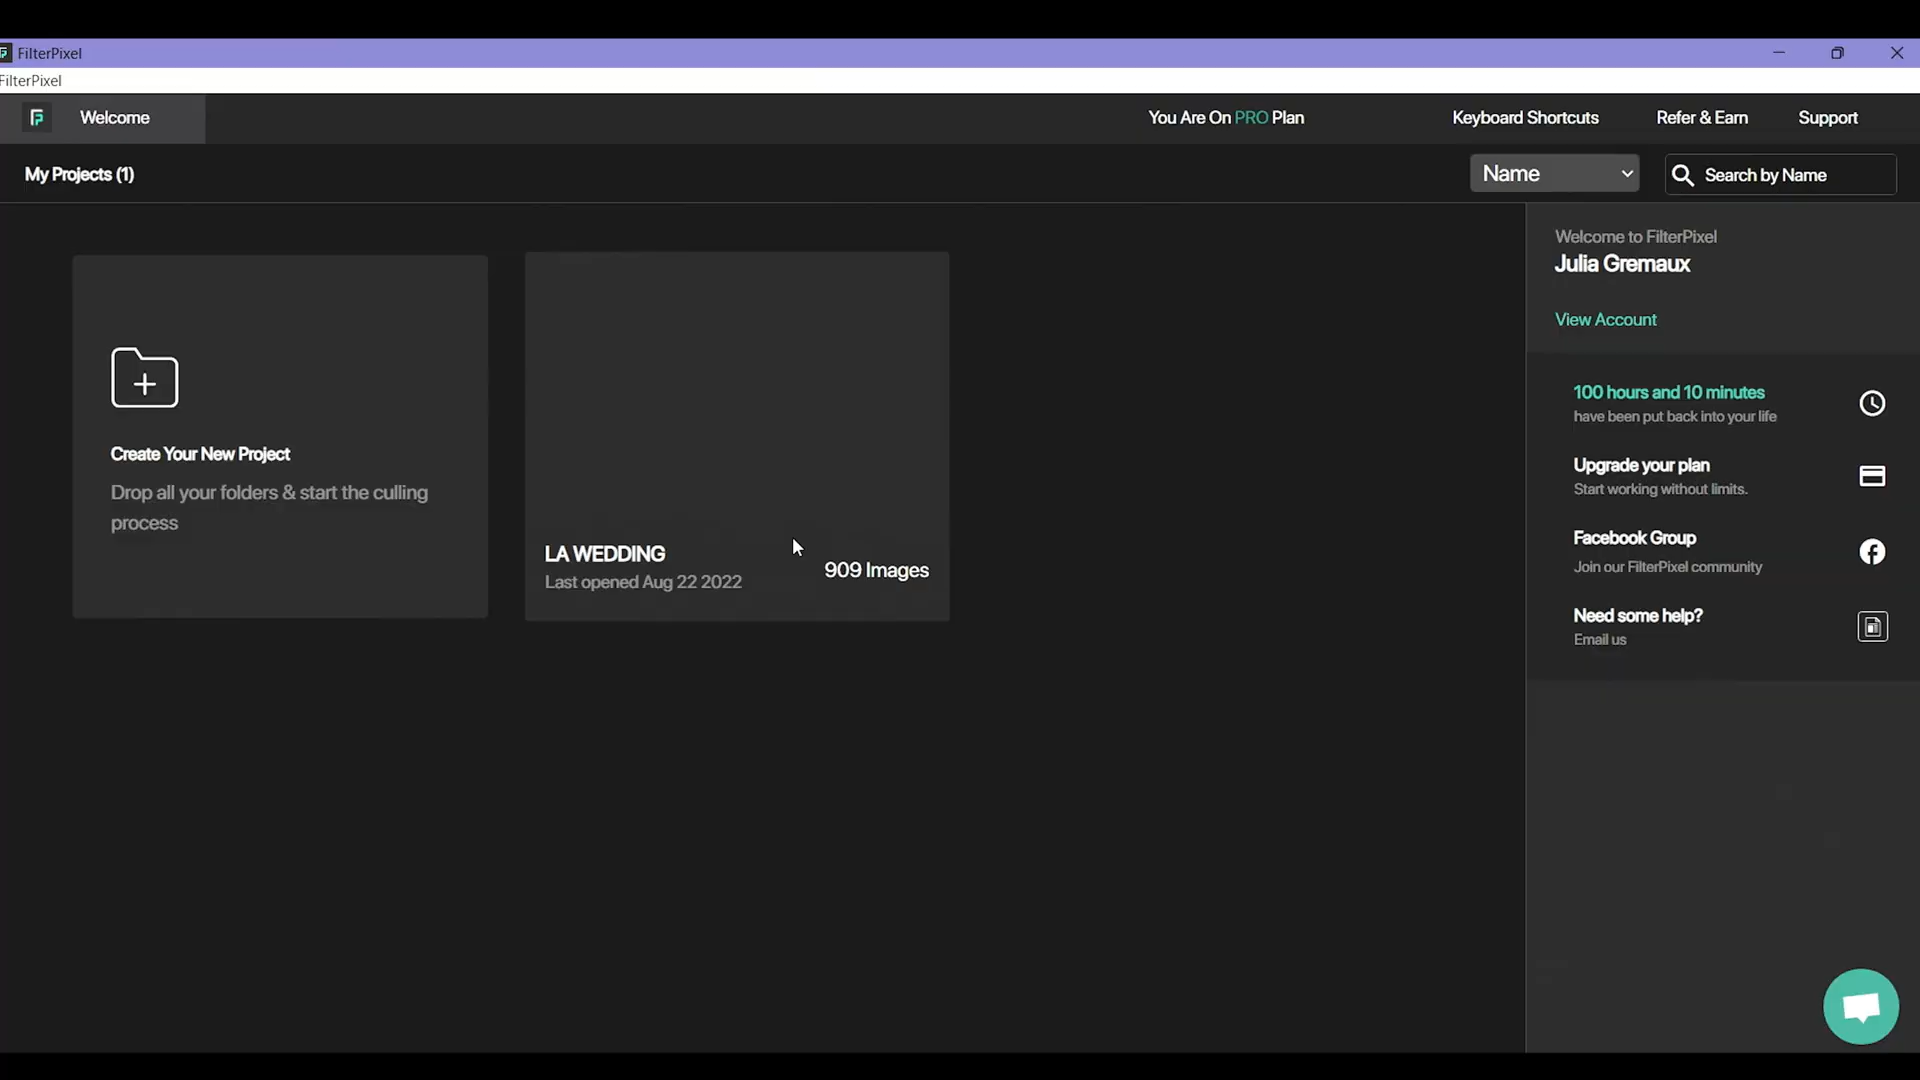 FilterPixel
FilterPixel
Welcome
You Are On PRO Plan
Keyboard Shortcuts
Refer & Earn
Support
My Projects (1)
Name
Search by Name
Create Your New Project
Drop all your folders & start the culling
process
LA WEDDING
Last opened Aug 22 2022
909 Images
Welcome to FilterPixel
Julia Gremaux
View Account
100 hours and 10 minutes
have been put back into your life
Upgrade your plan
Start working without limits.
Facebook Group
Join our FilterPixel community
Need some help?
Email us